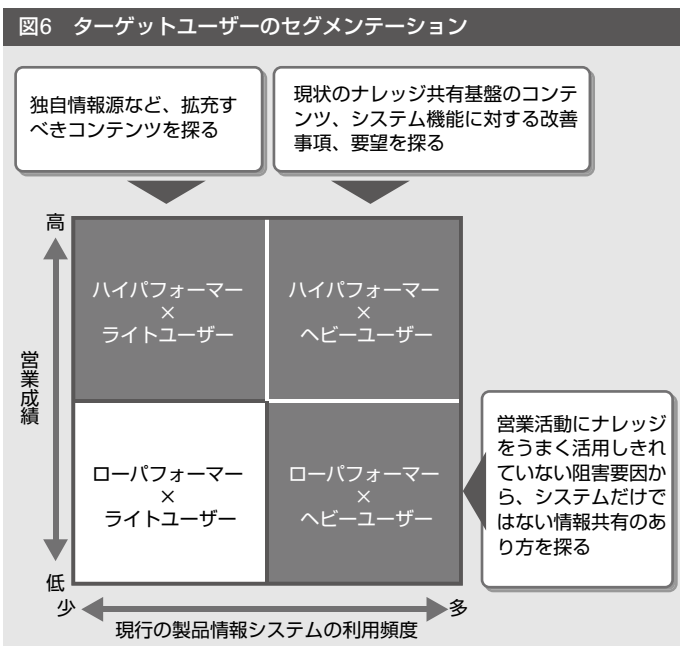 図6　ターゲットユーザーのセグメンテーション
独自情報源など、拡充す
べきコンテンツを探る
現状のナレッジ共有基盤のコンテ
ンツ、システム機能に対する改善
事項、要望を探る
高
ハイパフォーマー
×
ライトユーザー
ハイパフォーマー
×
ヘビーユーザー
営業成績
ローパフォーマー
×
ライトユーザー
ローパフォーマー
×
ヘビーユーザー
営業活動にナレッジ
をうまく活用しきれ
ていない阻害要因か
ら、システムだけで
はない情報共有のあ
り方を探る
低
少
多
現行の製品情報システムの利用頻度